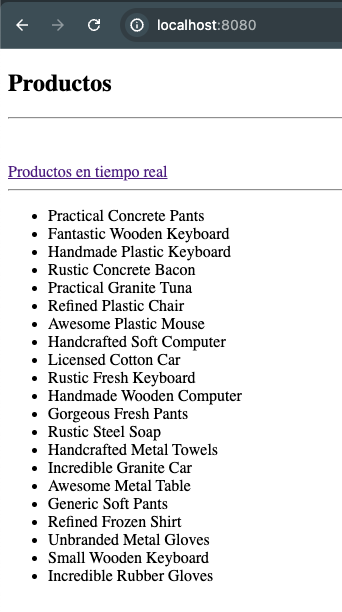 localhost:8080
Productos
Productos en tiempo real
Practical Concrete Pants
Fantastic Wooden Keyboard
Handmade Plastic Keyboard
Rustic Concrete Bacon
Practical Granite Tuna
Refined Plastic Chair
Awesome Plastic Mouse
Handcrafted Soft Computer
Licensed Cotton Car
Rustic Fresh Keyboard
Handmade Wooden Computer
Gorgeous Fresh Pants
Rustic Steel Soap
Handcrafted Metal Towels
Incredible Granite Car
Awesome Metal Table
Generic Soft Pants
Refined Frozen Shirt
Unbranded Metal Gloves
Small Wooden Keyboard
Incredible Rubber Gloves